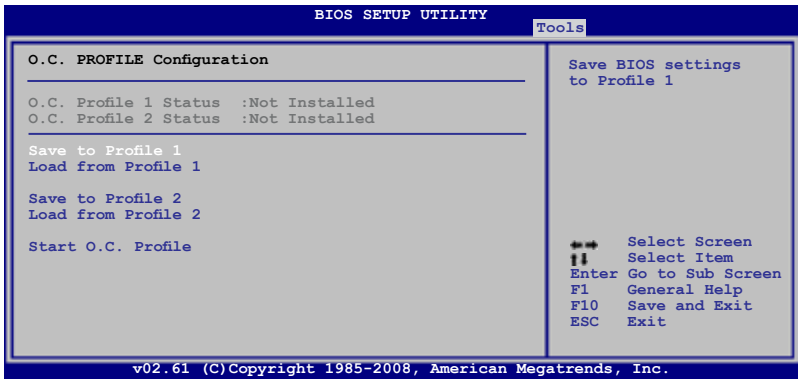 BIOS SETUP UTILITY
Tools
O.C. PROFILE Configuration
O.C. Profile 1 Status :Not Installed
O.C. Profile 2 Status :Not Installed
Save to Profile 1
Load from Profile 1
Save to Profile 2
Load from Profile 2
Start O.C. Profile
Save BIOS settings
to Profile 1
Select Screen
Select Item
Enter Go to Sub Screen
F1 General Help
F10 Save and Exit
ESC Exit
v02.61 (C)Copyright 1985-2008, American Megatrends, Inc.